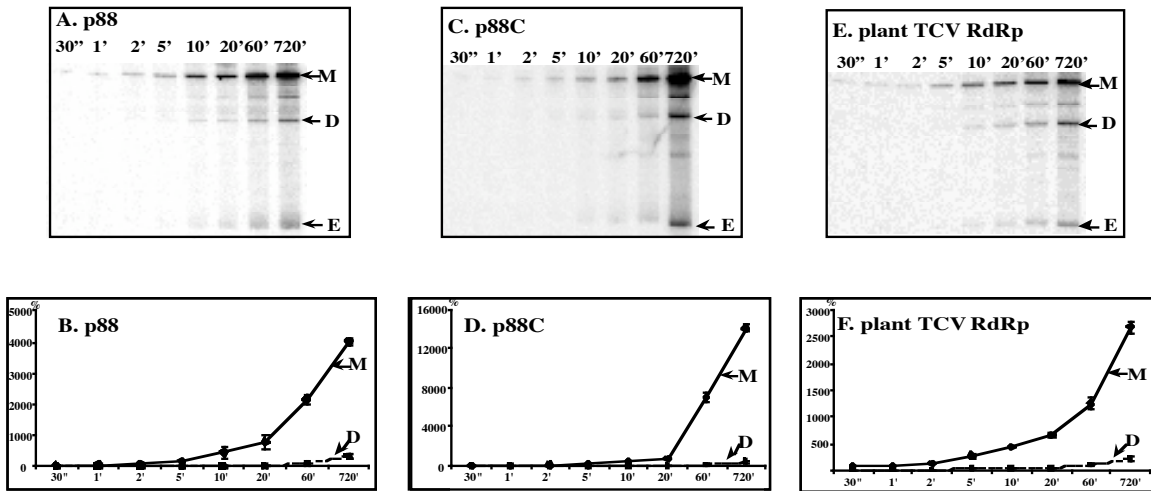 A. p88
30" 1' 2' 5' 10' 20' 60' 720'
M
D
E
C. p88C
30" 1' 2' 5' 10' 20' 60' 720'
M
D
E
E. plant TCV RdRp
30" 1' 2' 5' 10' 20' 60' 720'
M
D
E
%
B. p88
5000
4000
3000
2000
1000
0
M
D
30" 1' 2' 5' 10' 20' 60' 720'
%
D. p88C
16000
12000
8000
4000
0
M
D
30" 1' 2' 5' 10' 20' 60' 720'
%
F. plant TCV RdRp
3000
2500
2000
1500
1000
500
M
D
30" 1' 2' 5' 10' 20' 60' 720'